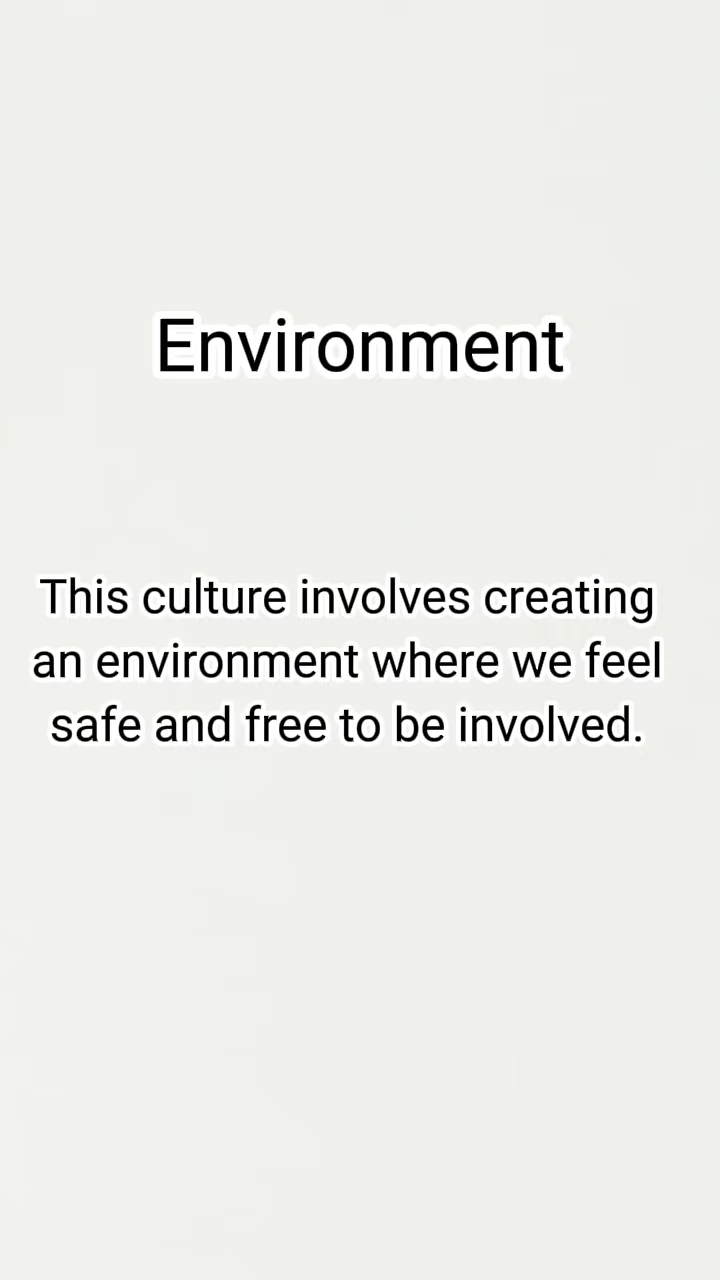 Environment
This culture involves creating
an environment where we feel
safe and free to be involved.